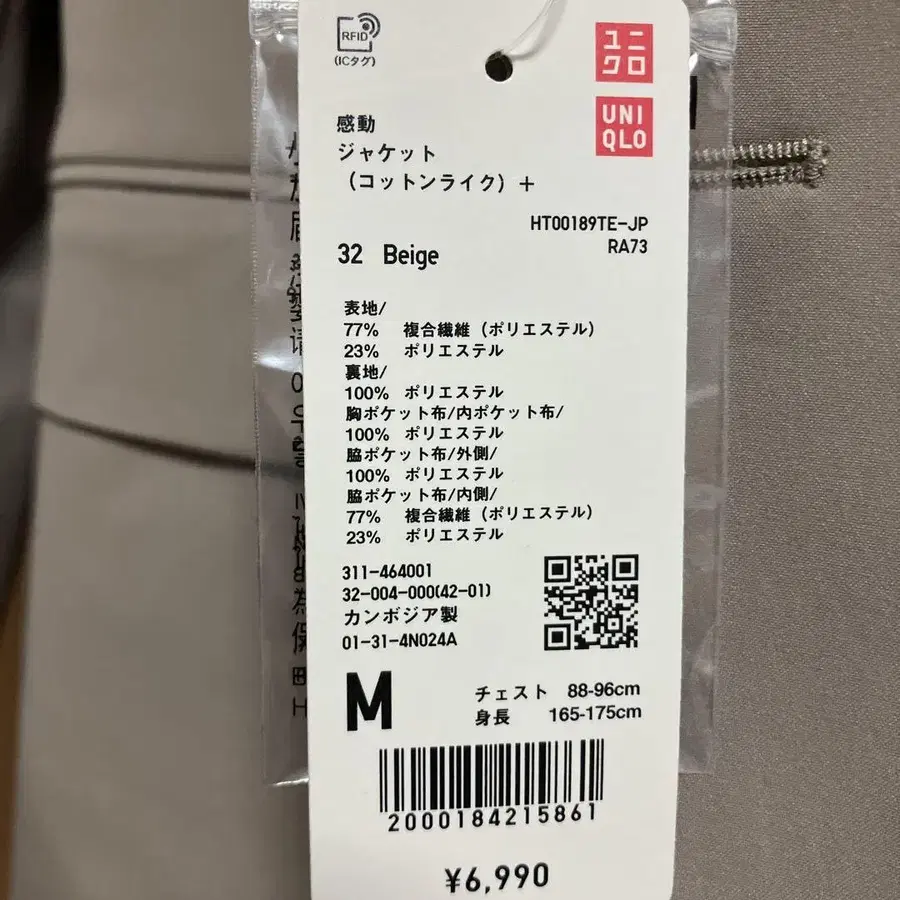 RFID
(ICタグ)
ユニ
クロ
UNI
QLO
感動
ジャケット
（コットンライク）＋
HT00189TE-JP
RA73
32 Beige
表地/
77% 複合繊維（ポリエステル）
23% ポリエステル
裏地/
100% ポリエステル
胸ポケット布/内ポケット布/
100% ポリエステル
脇ポケット布/外側/
100% ポリエステル
脇ポケット布/内側/
77% 複合繊維（ポリエステル）
23% ポリエステル
311-464001
32-004-000(42-01)
カンボジア製
01-31-4N024A
M
チェスト 88-96cm
身長 165-175cm
2000184215861
¥6,990